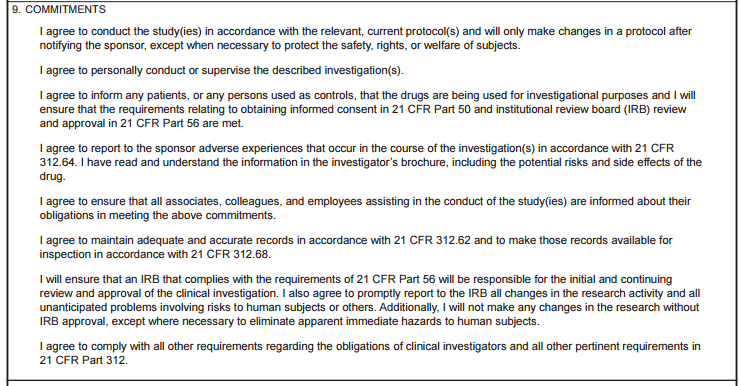 9. COMMITMENTS
I agree to conduct the study(ies) in accordance with the relevant, current protocol(s) and will only make changes in a protocol after
notifying the sponsor, except when necessary to protect the safety, rights, or welfare of subjects.
I agree to personally conduct or supervise the described investigation(s).
I agree to inform any patients, or any persons used as controls, that the drugs are being used for investigational purposes and I will
ensure that the requirements relating to obtaining informed consent in 21 CFR Part 50 and institutional review board (IRB) review
and approval in 21 CFR Part 56 are met.
I agree to report to the sponsor adverse experiences that occur in the course of the investigation(s) in accordance with 21 CFR
312.64. I have read and understand the information in the investigator's brochure, including the potential risks and side effects of the
drug.
I agree to ensure that all associates, colleagues, and employees assisting in the conduct of the study(ies) are informed about their
obligations in meeting the above commitments.
I agree to maintain adequate and accurate records in accordance with 21 CFR 312.62 and to make those records available for
inspection in accordance with 21 CFR 312.68.
I will ensure that an IRB that complies with the requirements of 21 CFR Part 56 will be responsible for the initial and continuing
review and approval of the clinical investigation. I also agree to promptly report to the IRB all changes in the research activity and all
unanticipated problems involving risks to human subjects or others. Additionally, I will not make any changes in the research without
IRB approval, except where necessary to eliminate apparent immediate hazards to human subjects.
I agree to comply with all other requirements regarding the obligations of clinical investigators and all other pertinent requirements in
21 CFR Part 312.